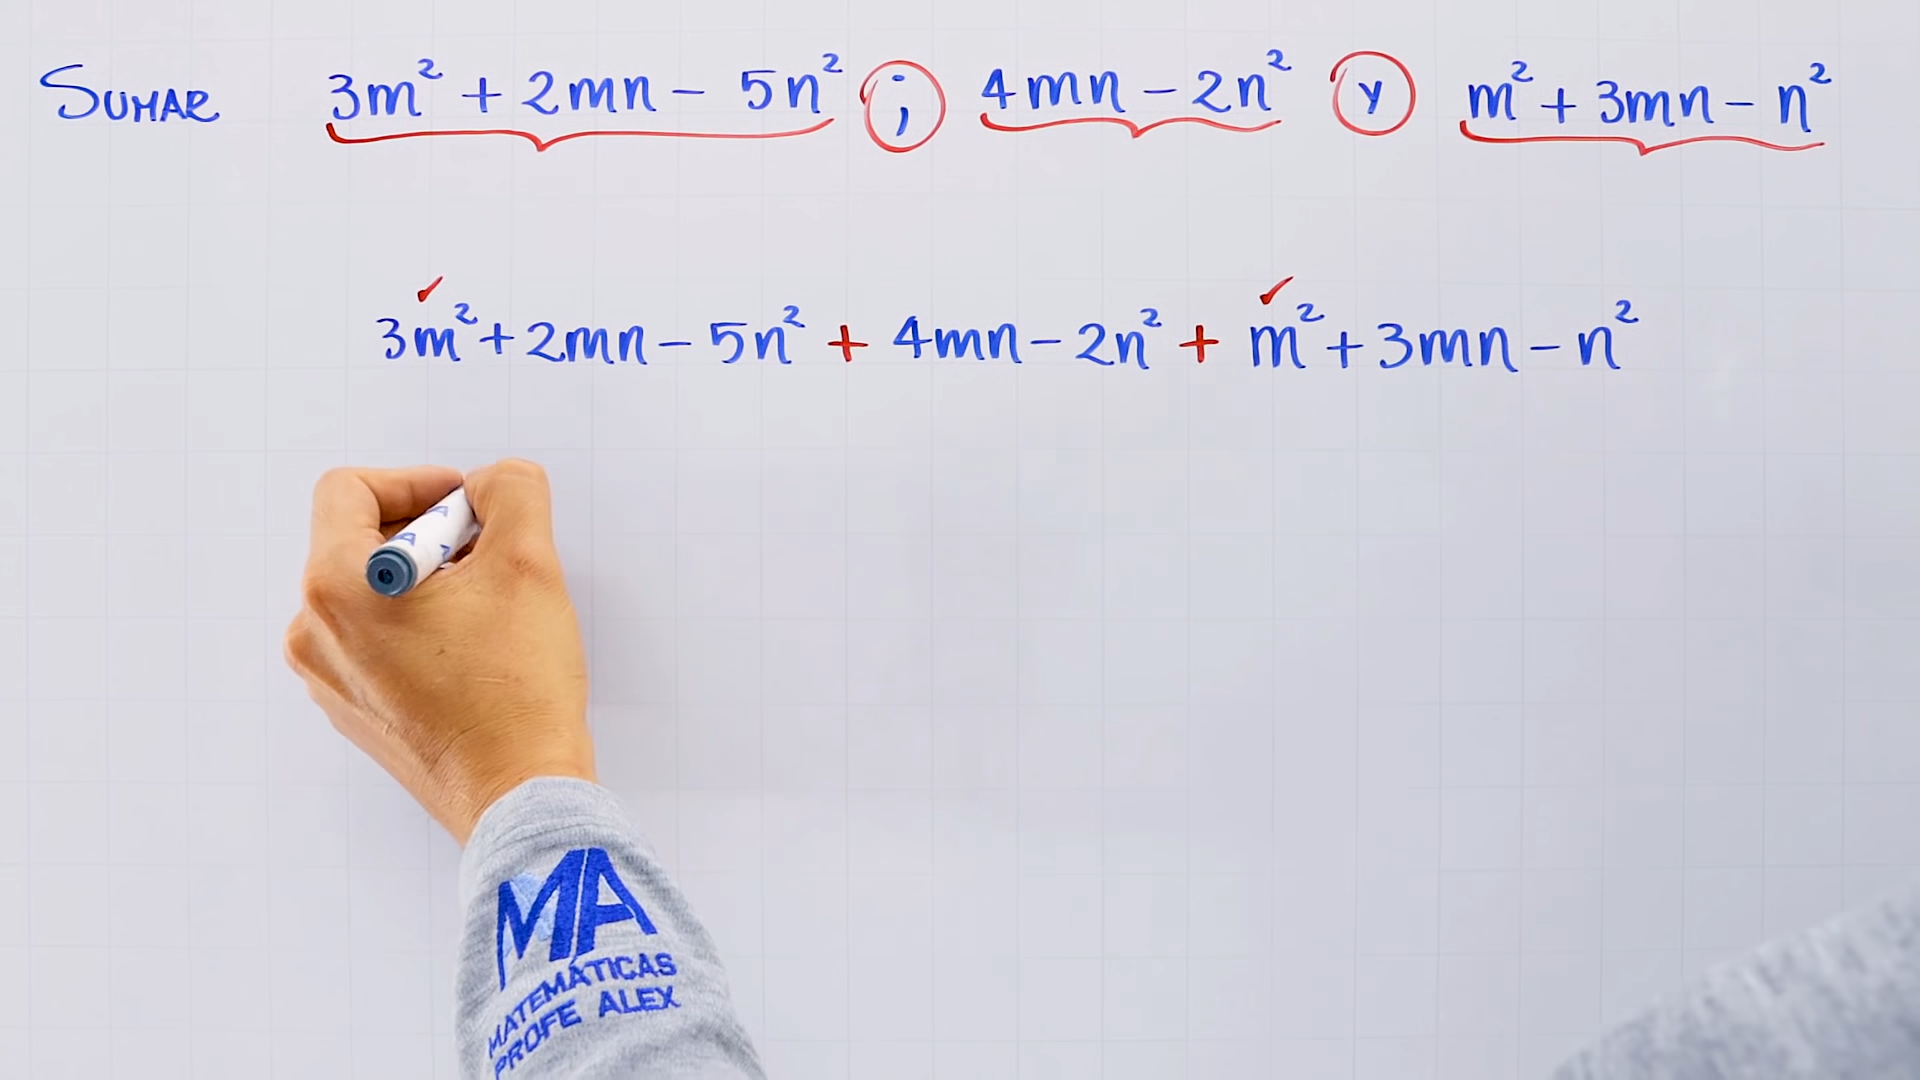 SUMAR 3m² + 2mn - 5n² ; 4mn - 2n² y m² + 3mn - n²
3m² + 2mn - 5n² + 4mn - 2n² + m² + 3mn - n²
MA
MATEMÁTICAS
PROFE ALEX